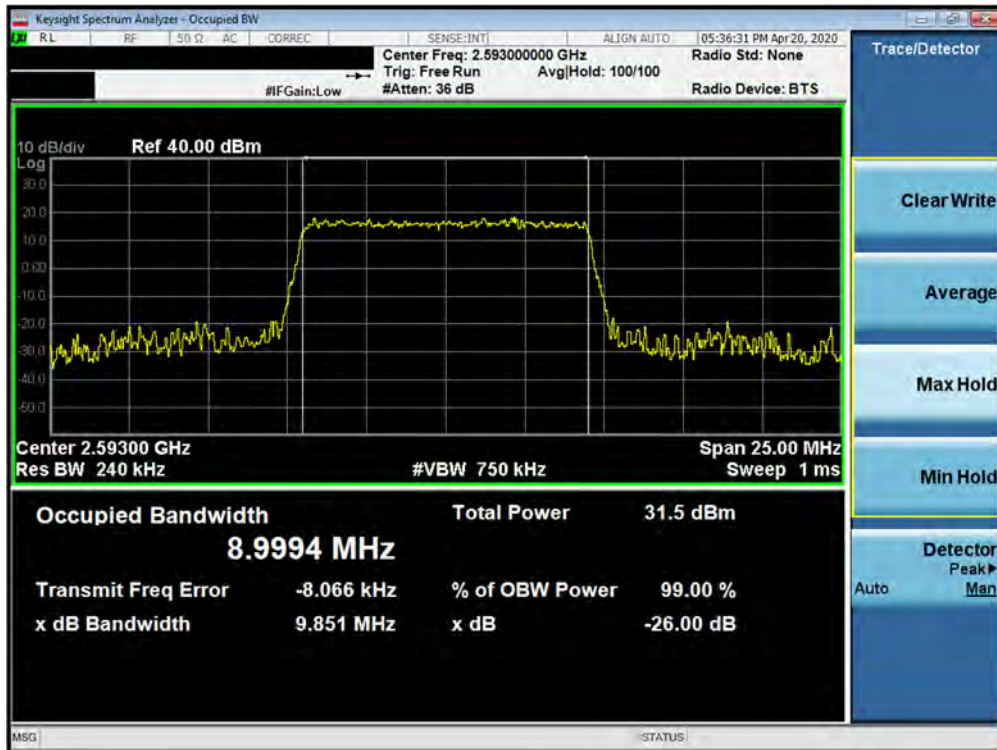 Keysight Spectrum Analyzer - Occupied BW
RL RF 50 Ω AC CORREC SENSE:INT ALIGN AUTO 05:36:31 PM Apr 20, 2020
Center Freq: 2.593000000 GHz Radio Std: None
Trig: Free Run Avg|Hold: 100/100
#IFGain:Low #Atten: 36 dB Radio Device: BTS
Trace/Detector
10 dB/div Ref 40.00 dBm
Log
30.0
20.0
10.0
0.00
-10.0
-20.0
-30.0
-40.0
-50.0
Center 2.59300 GHz Span 25.00 MHz
Res BW 240 kHz #VBW 750 kHz Sweep 1 ms
Occupied Bandwidth Total Power 31.5 dBm
8.9994 MHz
Transmit Freq Error -8.066 kHz % of OBW Power 99.00 %
x dB Bandwidth 9.851 MHz x dB -26.00 dB
Clear Write
Average
Max Hold
Min Hold
Detector
Peak▶
Auto Man
MSG STATUS